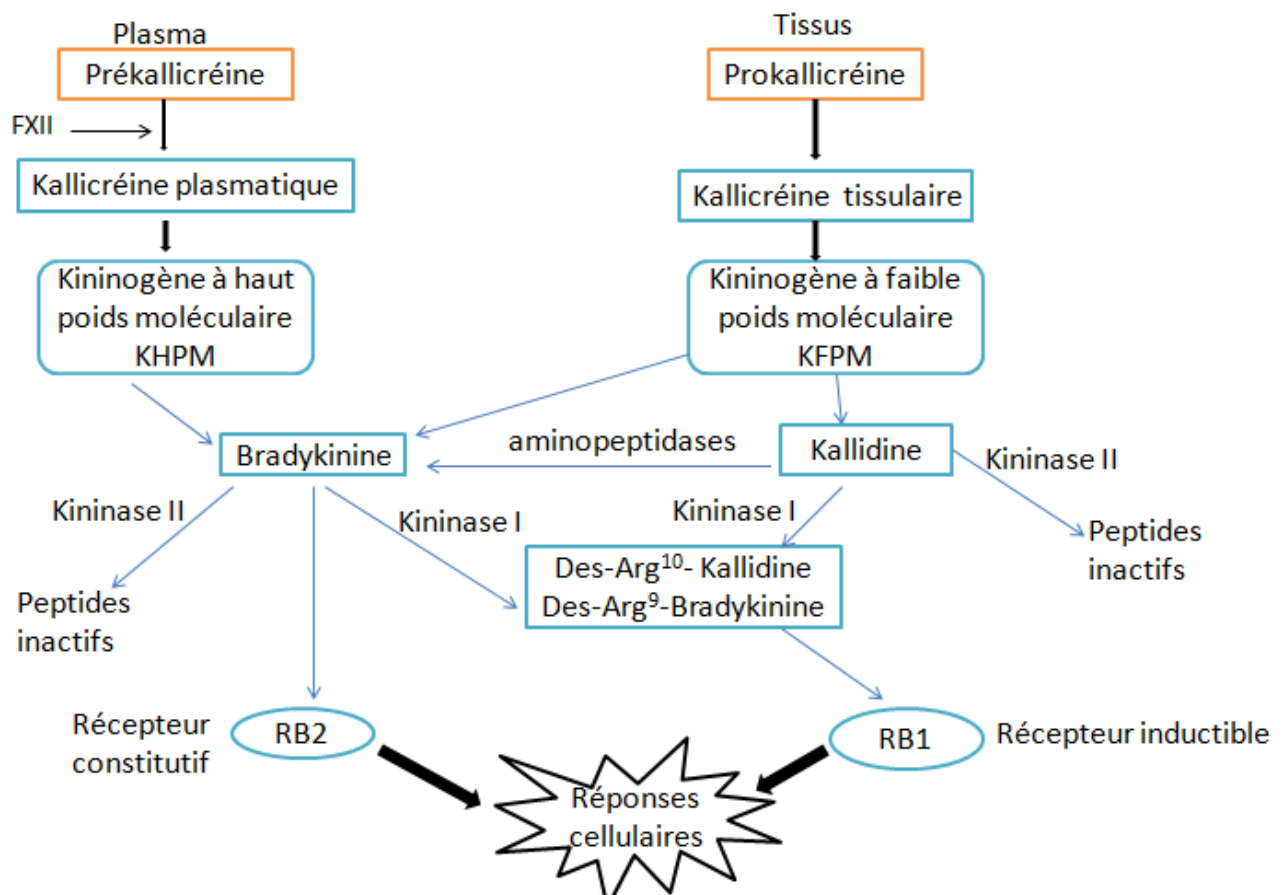 Plasma
Prékallicréine
FXII
Kallicréine plasmatique
Kininogène à haut
poids moléculaire
KHPM
Tissus
Prokallicréine
Kallicréine tissulaire
Kininogène à faible
poids moléculaire
KFPM
Bradykinine
aminopeptidases
Kallidine
Kininase II
Kininase I
Kininase I
Kininase II
Peptides
inactifs
Des-Arg¹⁰- Kallidine
Des-Arg⁹-Bradykinine
Peptides
inactifs
Récepteur
constitutif
RB2
RB1
Récepteur inductible
Réponses
cellulaires